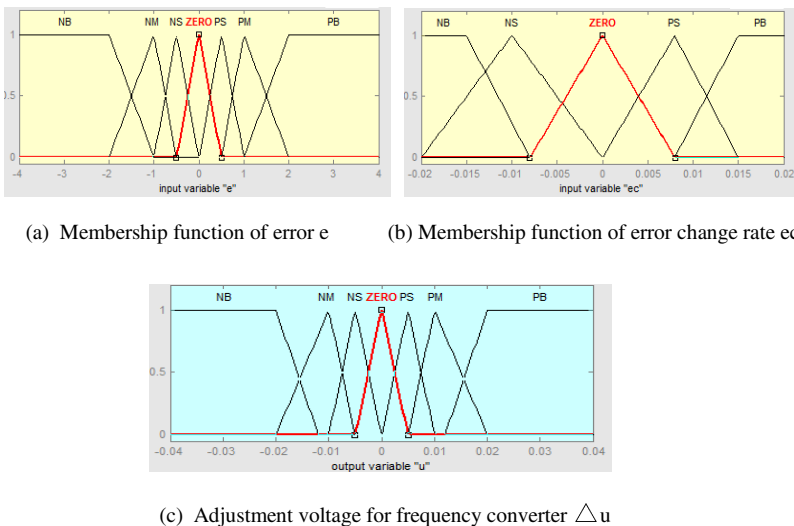 NB NM NS ZERO PS PM PB
1
0.5
0
-4 -3 -2 -1 0 1 2 3 4
input variable "e"
NB NS ZERO PS PB
1
0.5
0
-0.02 -0.015 -0.01 -0.005 0 0.005 0.01 0.015 0.02
input variable "ec"
(a) Membership function of error e
(b) Membership function of error change rate ec
NB NM NS ZERO PS PM PB
1
0.5
0
-0.04 -0.03 -0.02 -0.01 0 0.01 0.02 0.03 0.04
output variable "u"
(c) Adjustment voltage for frequency converter △u